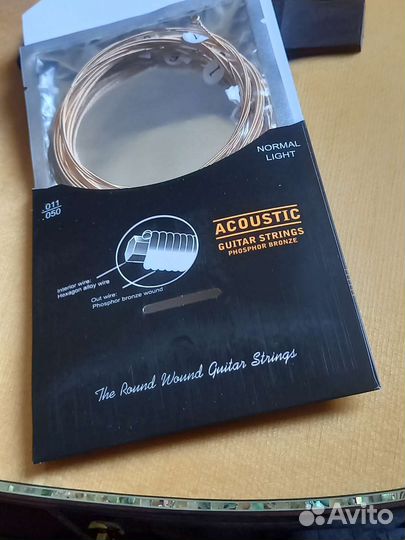 NORMAL
LIGHT
.011
.050
ACOUSTIC
GUITAR STRINGS
PHOSPHOR BRONZE
Interior wire:
Hexagon alloy wire
Out wire:
Phosphor bronze wound
The Round Wound Guitar Strings
Avito